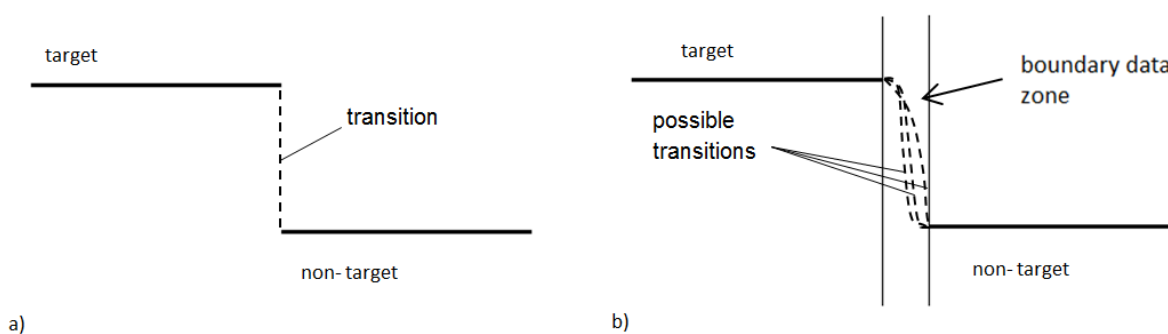 target
transition
non- target
a)
target
boundary data
zone
possible
transitions
non- target
b)